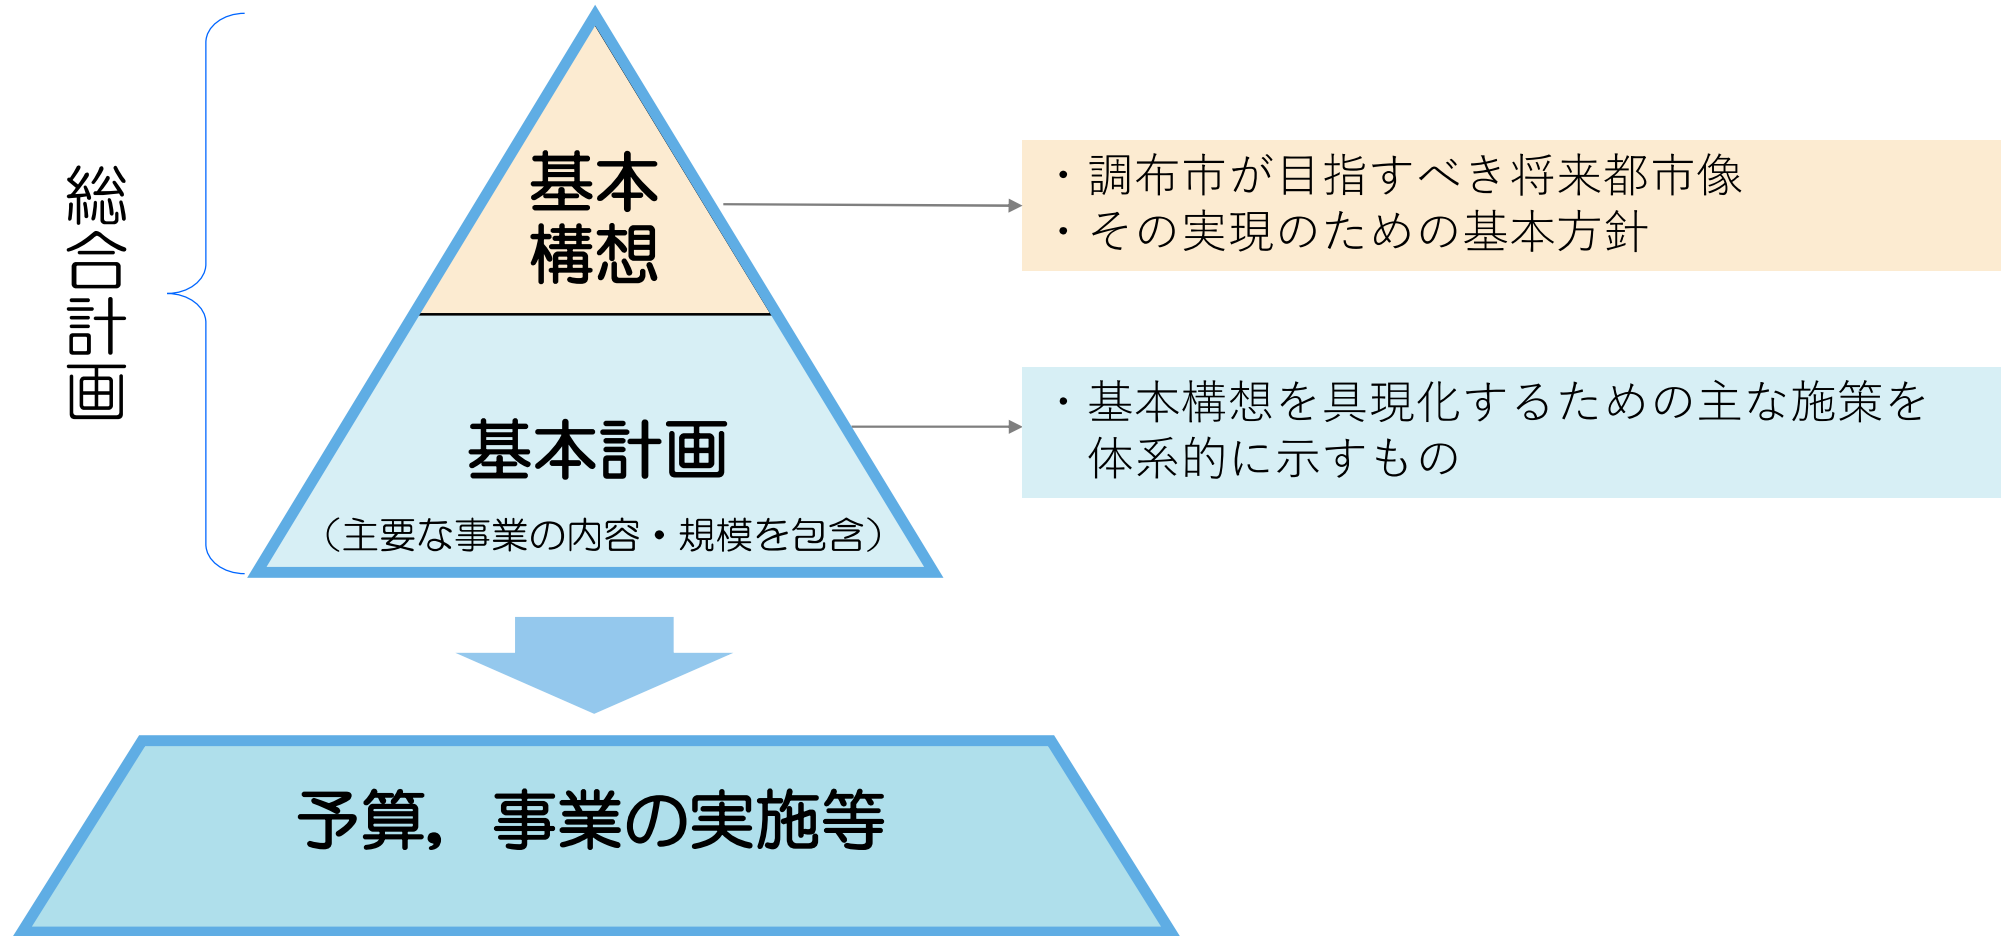 総合計画
基本
構想
・調布市が目指すべき将来都市像
・その実現のための基本方針
基本計画
（主要な事業の内容・規模を包含）
・基本構想を具現化するための主な施策を
体系的に示すもの
予算，事業の実施等